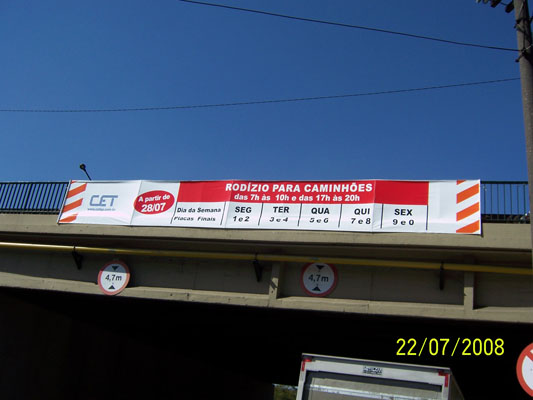 CET
A partir de
28/07
RODÍZIO PARA CAMINHÕES
das 7h às 10h e das 17h às 20h
Dia da Semana SEG TER QUA QUI SEX
Placas Finais 1 e 2 3 e 4 5 e 6 7 e 8 9 e 0
4,7m
4,7m
22/07/2008